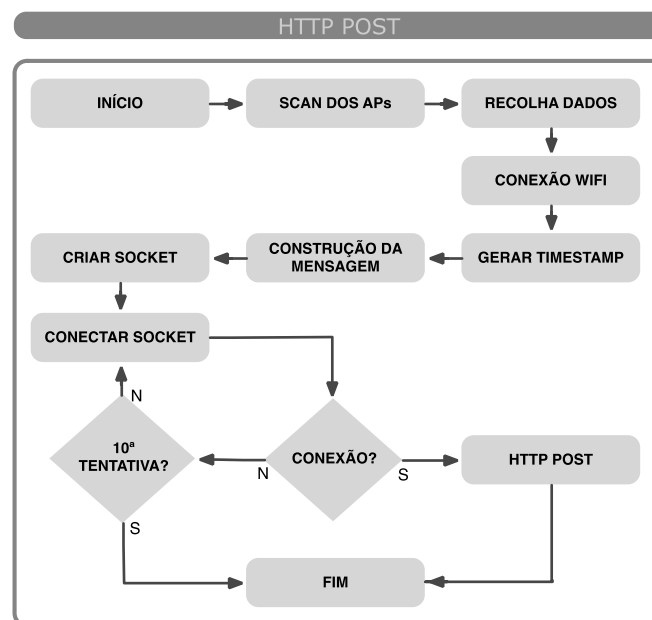 HTTP POST
INÍCIO
SCAN DOS APs
RECOLHA DADOS
CONEXÃO WIFI
GERAR TIMESTAMP
CONSTRUÇÃO DA
MENSAGEM
CRIAR SOCKET
CONECTAR SOCKET
N
10ª
TENTATIVA?
N
CONEXÃO?
S
HTTP POST
S
FIM